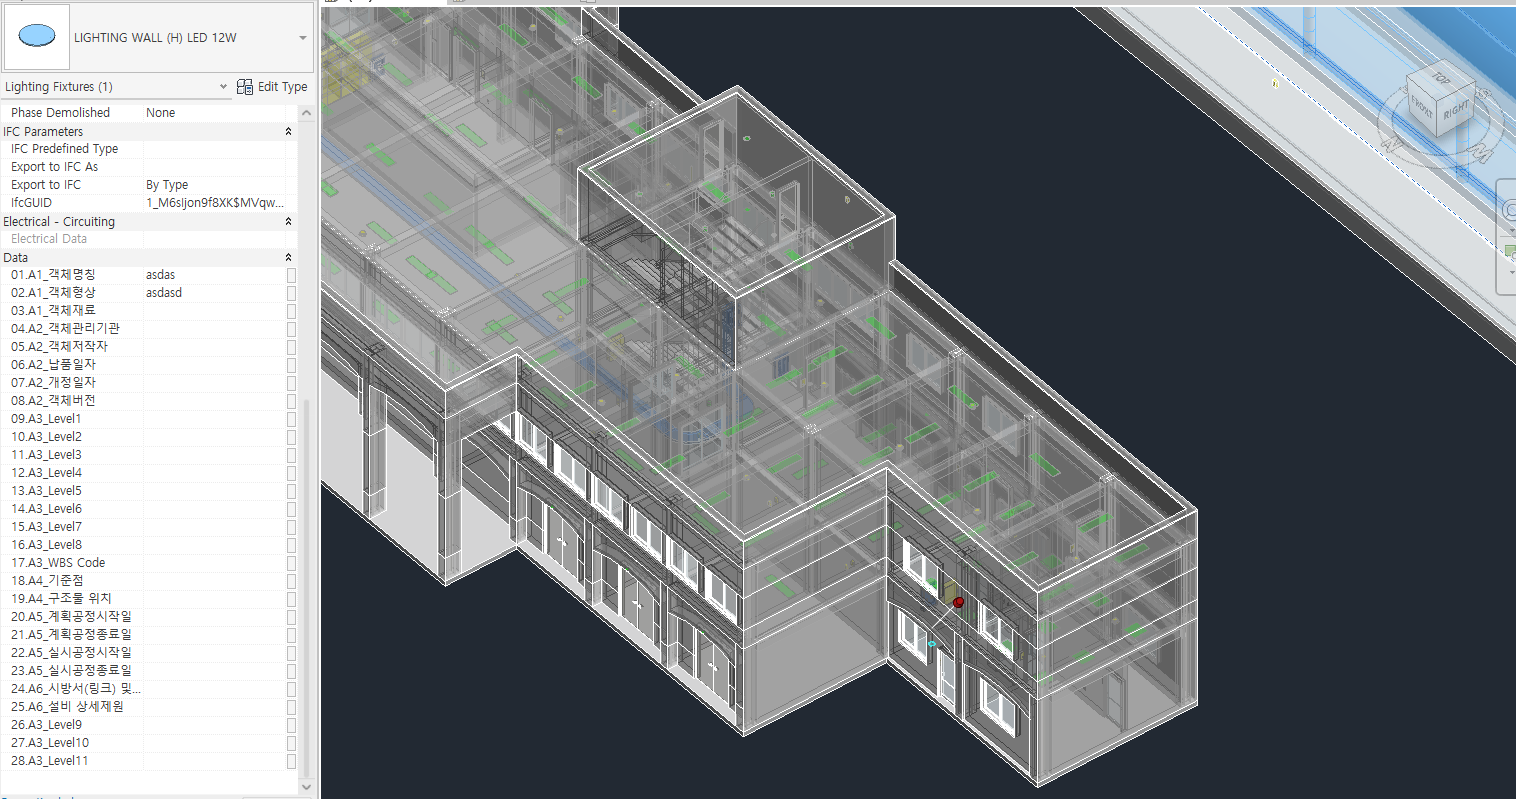 LIGHTING WALL (H) LED 12W
Lighting Fixtures (1)
Edit Type
Phase Demolished None
IFC Parameters
IFC Predefined Type
Export to IFC As
Export to IFC By Type
IfcGUID 1_M6sIjon9f8XK$MVqw...
Electrical - Circuiting
Electrical Data
Data
01.A1_객체명칭 asdas
02.A1_객체형상 asdasd
03.A1_객체재료
04.A2_객체관리기관
05.A2_객체저작자
06.A2_납품일자
07.A2_개정일자
08.A2_객체버전
09.A3_Level1
10.A3_Level2
11.A3_Level3
12.A3_Level4
13.A3_Level5
14.A3_Level6
15.A3_Level7
16.A3_Level8
17.A3_WBS Code
18.A4_기준점
19.A4_구조물 위치
20.A5_계획공정시작일
21.A5_계획공정종료일
22.A5_실시공정시작일
23.A5_실시공정종료일
24.A6_시방서(링크) 및...
25.A6_설비 상세제원
26.A3_Level9
27.A3_Level10
28.A3_Level11
TOP
FRONT
RIGHT